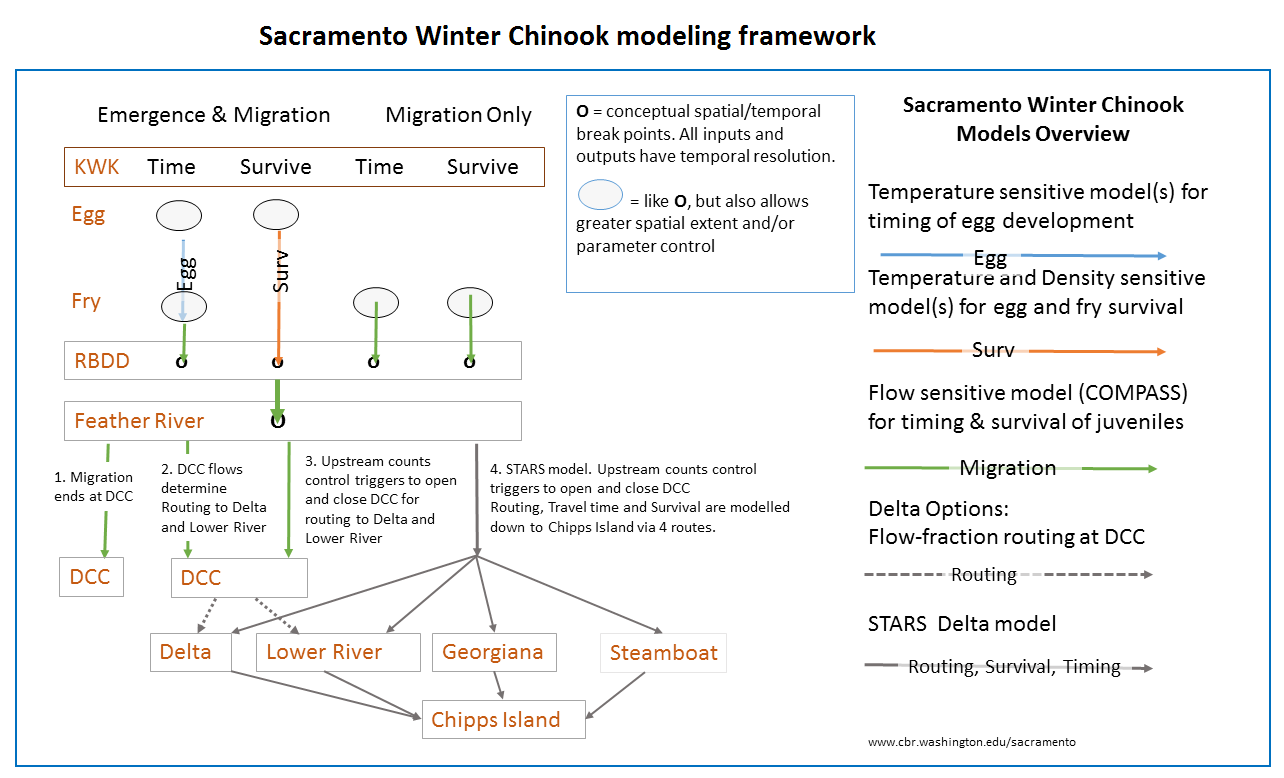 Sacramento Winter Chinook modeling framework
Emergence & Migration
Migration Only
KWK Time Survive Time Survive
Egg
Egg
Surv
Fry
RBDD O O O O
Feather River O
1. Migration
ends at DCC
2. DCC flows
determine
Routing to Delta
and Lower River
3. Upstream counts
control triggers to open
and close DCC for
routing to Delta and
Lower River
4. STARS model. Upstream counts control
triggers to open and close DCC
Routing, Travel time and Survival are modelled
down to Chipps Island via 4 routes.
DCC
DCC
Delta
Lower River
Georgiana
Steamboat
Chipps Island
O = conceptual spatial/temporal
break points. All inputs and
outputs have temporal resolution.
= like O, but also allows
greater spatial extent and/or
parameter control
Sacramento Winter Chinook
Models Overview
Temperature sensitive model(s) for
timing of egg development
Egg
Temperature and Density sensitive
model(s) for egg and fry survival
Surv
Flow sensitive model (COMPASS)
for timing & survival of juveniles
Migration
Delta Options:
Flow-fraction routing at DCC
Routing
STARS Delta model
Routing, Survival, Timing
www.cbr.washington.edu/sacramento